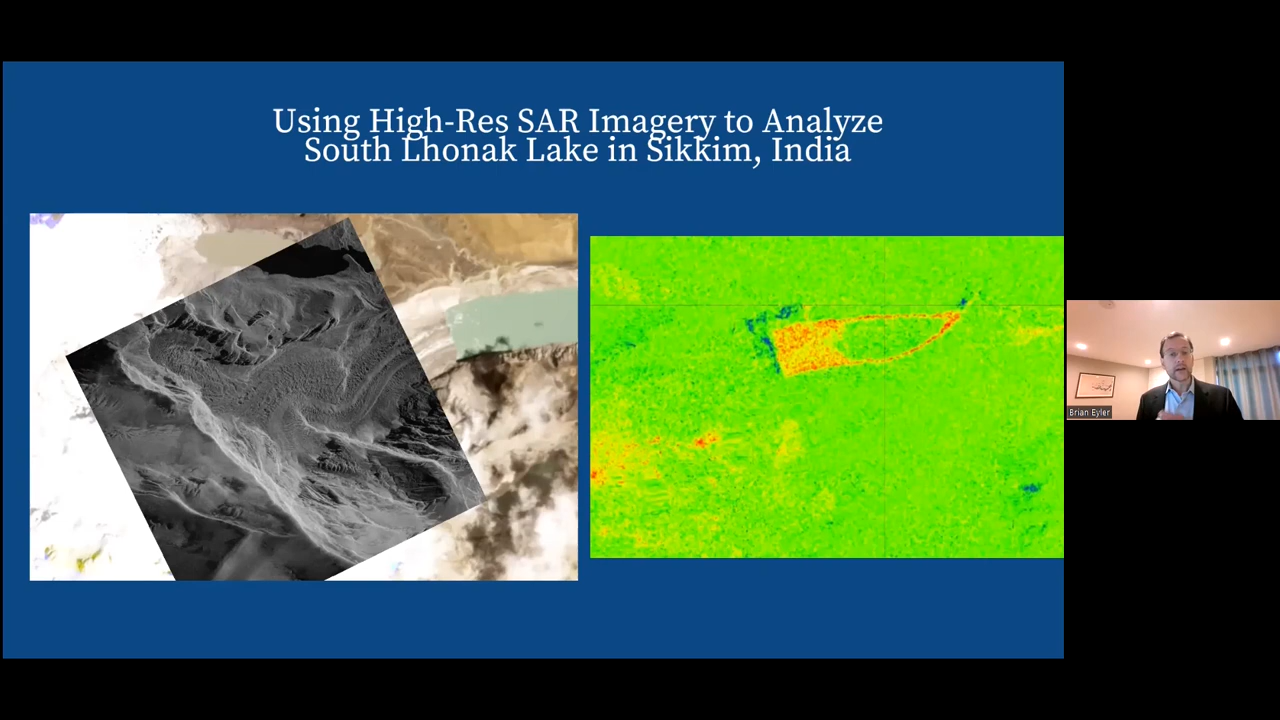 Using High-Res SAR Imagery to Analyze
South Lhonak Lake in Sikkim, India
Brian Eyler